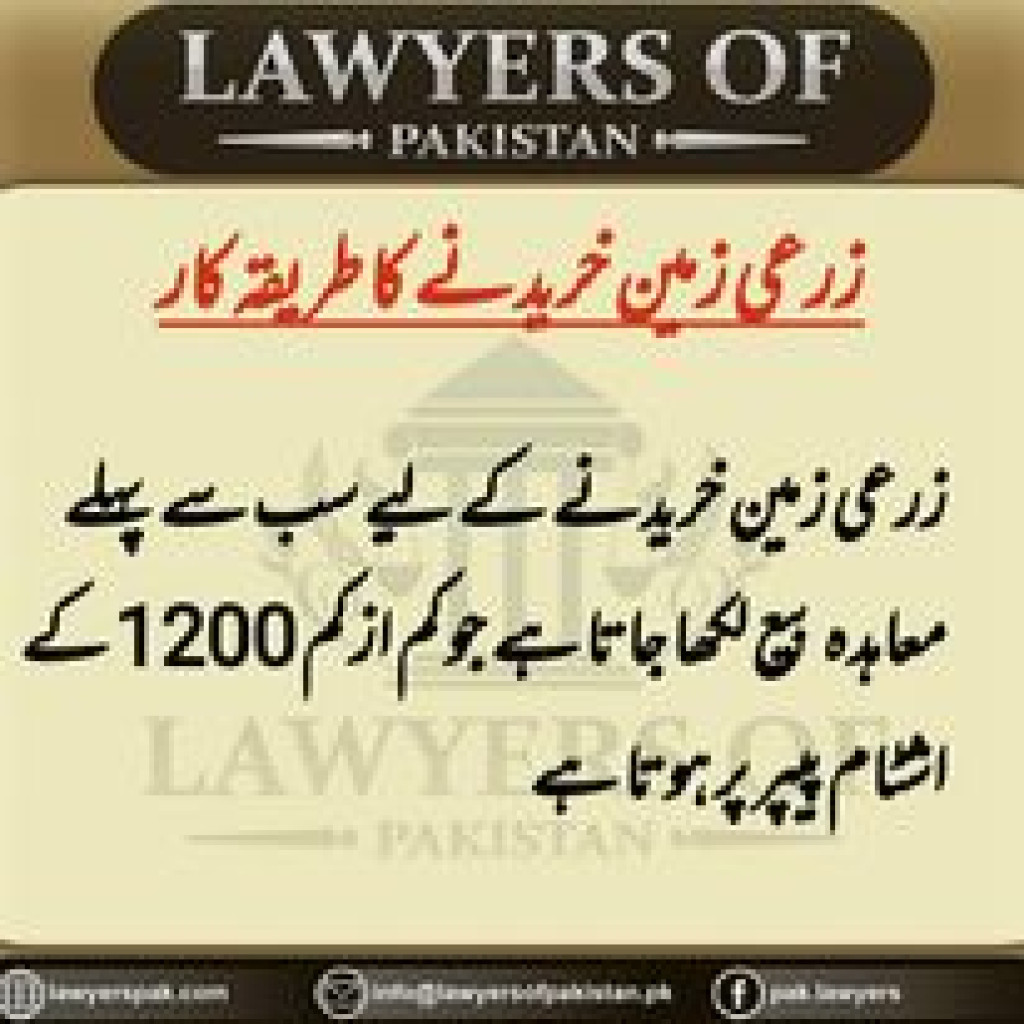 LAWYERS OF
PAKISTAN
زرعی زمین خریدنے کا طریقہ کار
زرعی زمین خریدنے کے لیے سب سے پہلے
معاہدہ بیع لکھا جاتا ہے جو کم از کم 1200 کے
اشٹام پیپر پر ہوتا ہے
LAWYERS OF
PAKISTAN
lawyerspak.com
info@lawyersofpakistan.pk
pak.lawyers